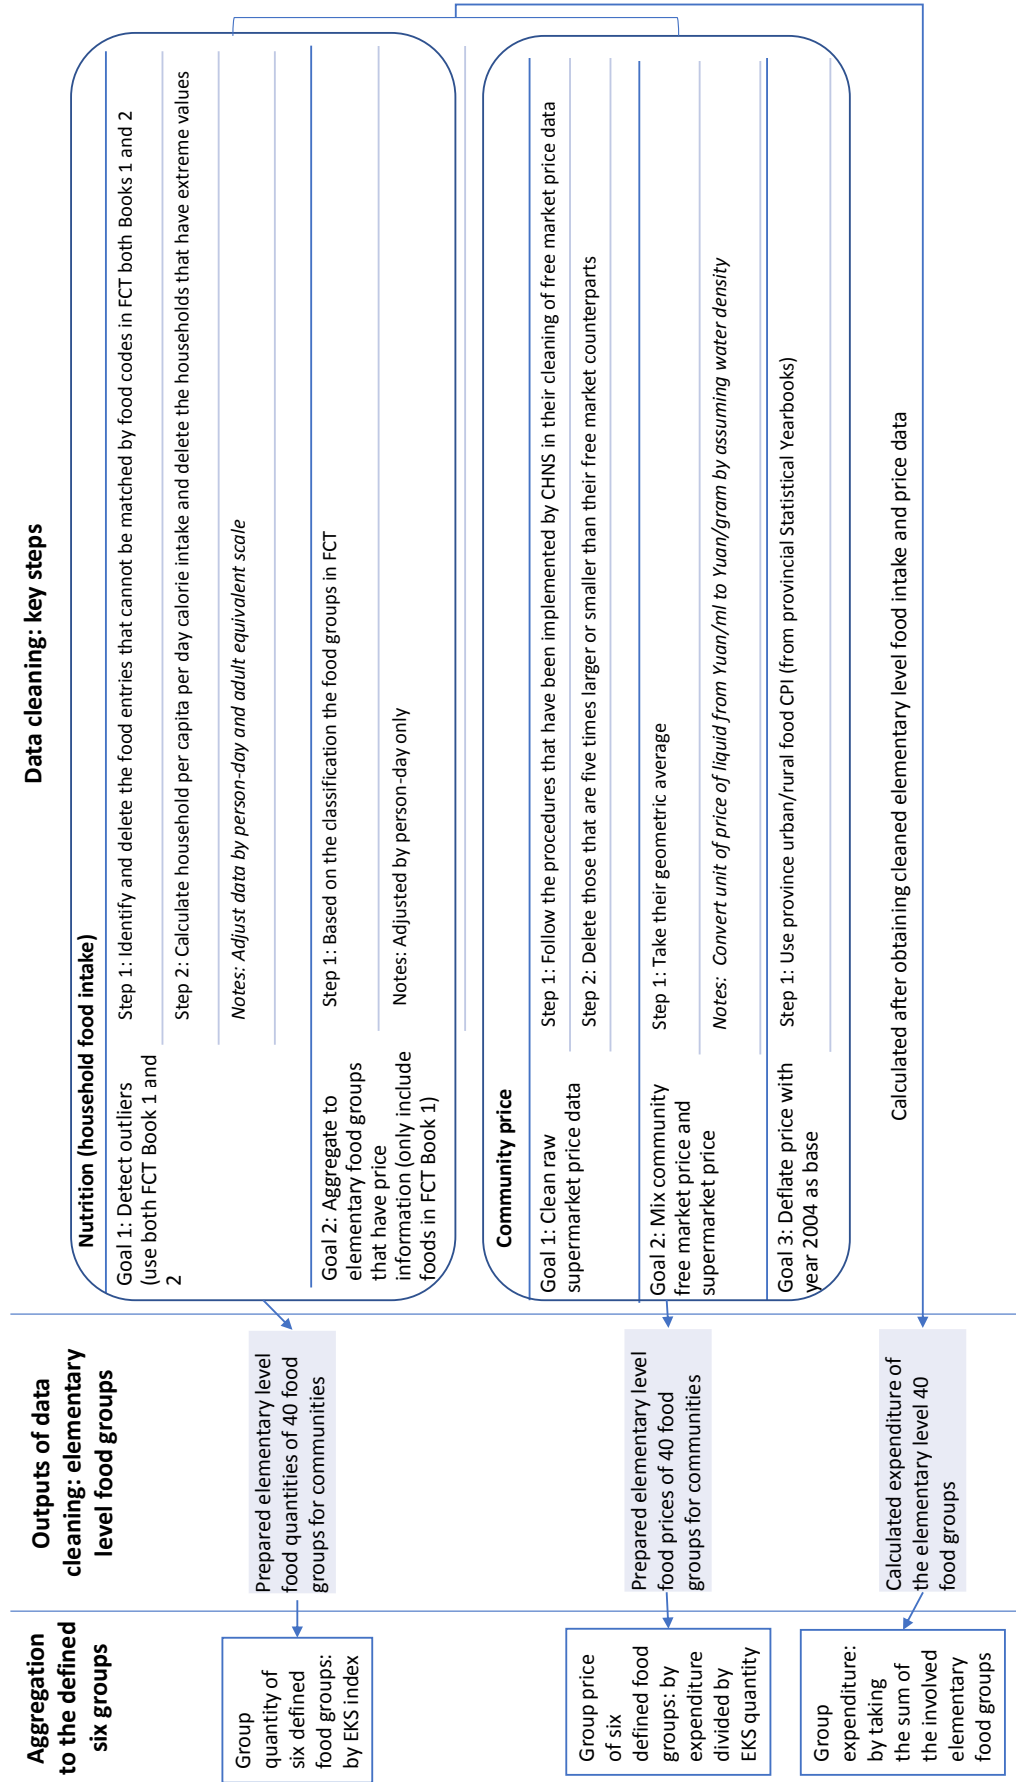 Aggregation
to the defined
six groups
Outputs of data
cleaning: elementary
level food groups
Data cleaning: key steps
Group
quantity of
six defined
food groups:
by EKS index
Prepared elementary level
food quantities of 40 food
groups for communities
Nutrition (household food intake)
Goal 1: Detect outliers
(use both FCT Book 1 and
2
Step 1: Identify and delete the food entries that cannot be matched by food codes in FCT both Books 1 and 2
Step 2: Calculate household per capita per day calorie intake and delete the households that have extreme values
Notes: Adjust data by person-day and adult equivalent scale
Goal 2: Aggregate to
elementary food groups
that have price
information (only include
foods in FCT Book 1)
Step 1: Based on the classification the food groups in FCT
Notes: Adjusted by person-day only
Group price
of six
defined food
groups: by
expenditure
divided by
EKS quantity
Prepared elementary level
food prices of 40 food
groups for communities
Community price
Goal 1: Clean raw
supermarket price data
Step 1: Follow the procedures that have been implemented by CHNS in their cleaning of free market price data
Step 2: Delete those that are five times larger or smaller than their free market counterparts
Goal 2: Mix community
free market price and
supermarket price
Step 1: Take their geometric average
Notes: Convert unit of price of liquid from Yuan/ml to Yuan/gram by assuming water density
Goal 3: Deflate price with
year 2004 as base
Step 1: Use province urban/rural food CPI (from provincial Statistical Yearbooks)
Group
expenditure:
by taking
the sum of
the involved
elementary
food groups
Calculated expenditure of
the elementary level 40
food groups
Calculated after obtaining cleaned elementary level food intake and price data